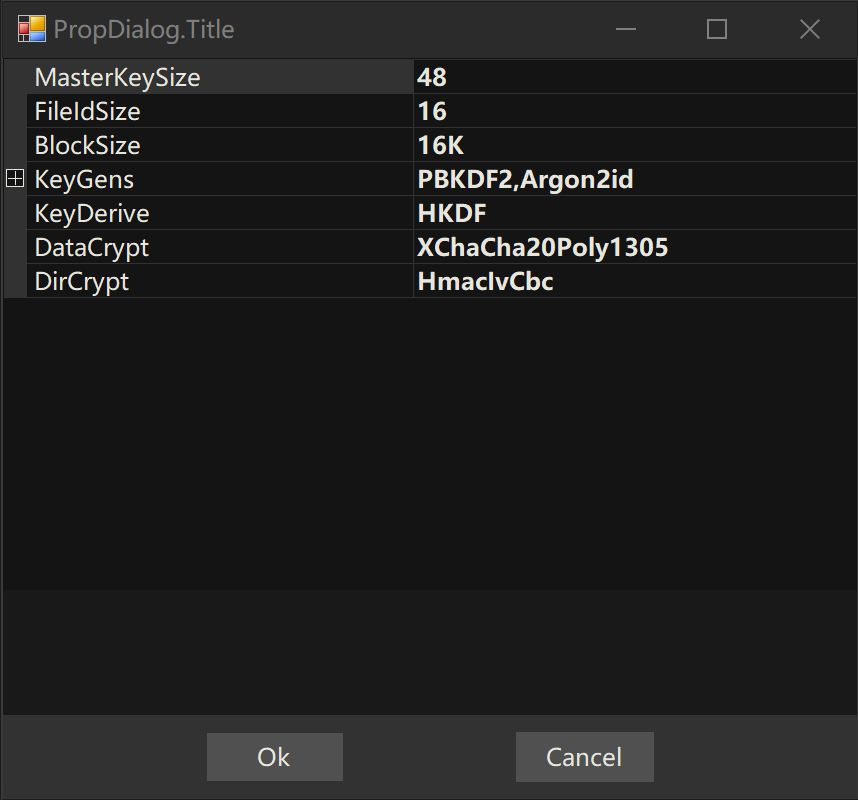 PropDialog.Title
MasterKeySize 48
FileIdSize 16
BlockSize 16K
KeyGens PBKDF2,Argon2id
KeyDerive HKDF
DataCrypt XChaCha20Poly1305
DirCrypt HmacIvCbc
Ok Cancel